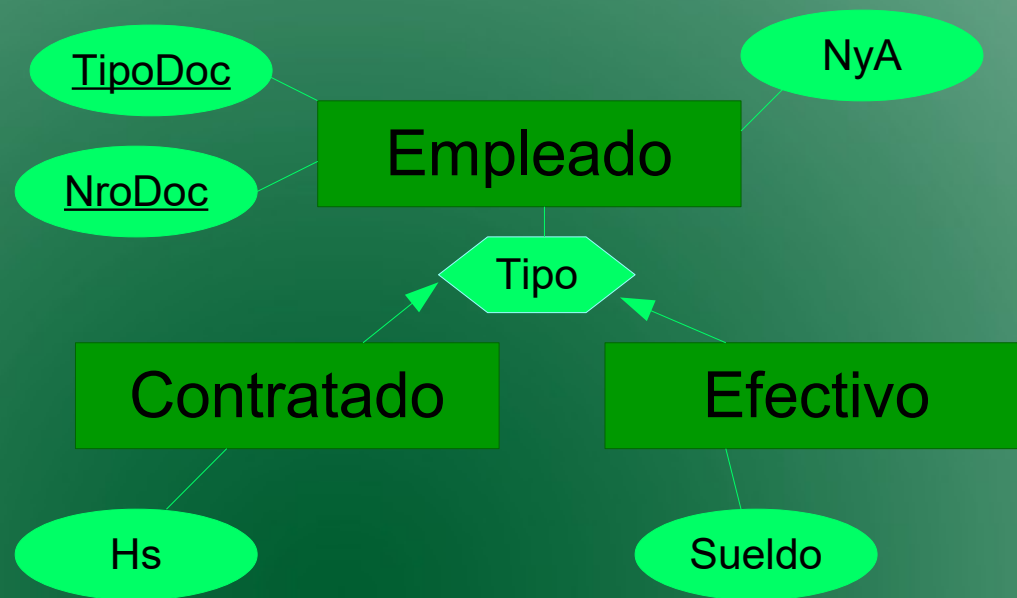 TipoDoc
NyA
Empleado
NroDoc
Tipo
Contratado
Efectivo
Hs
Sueldo